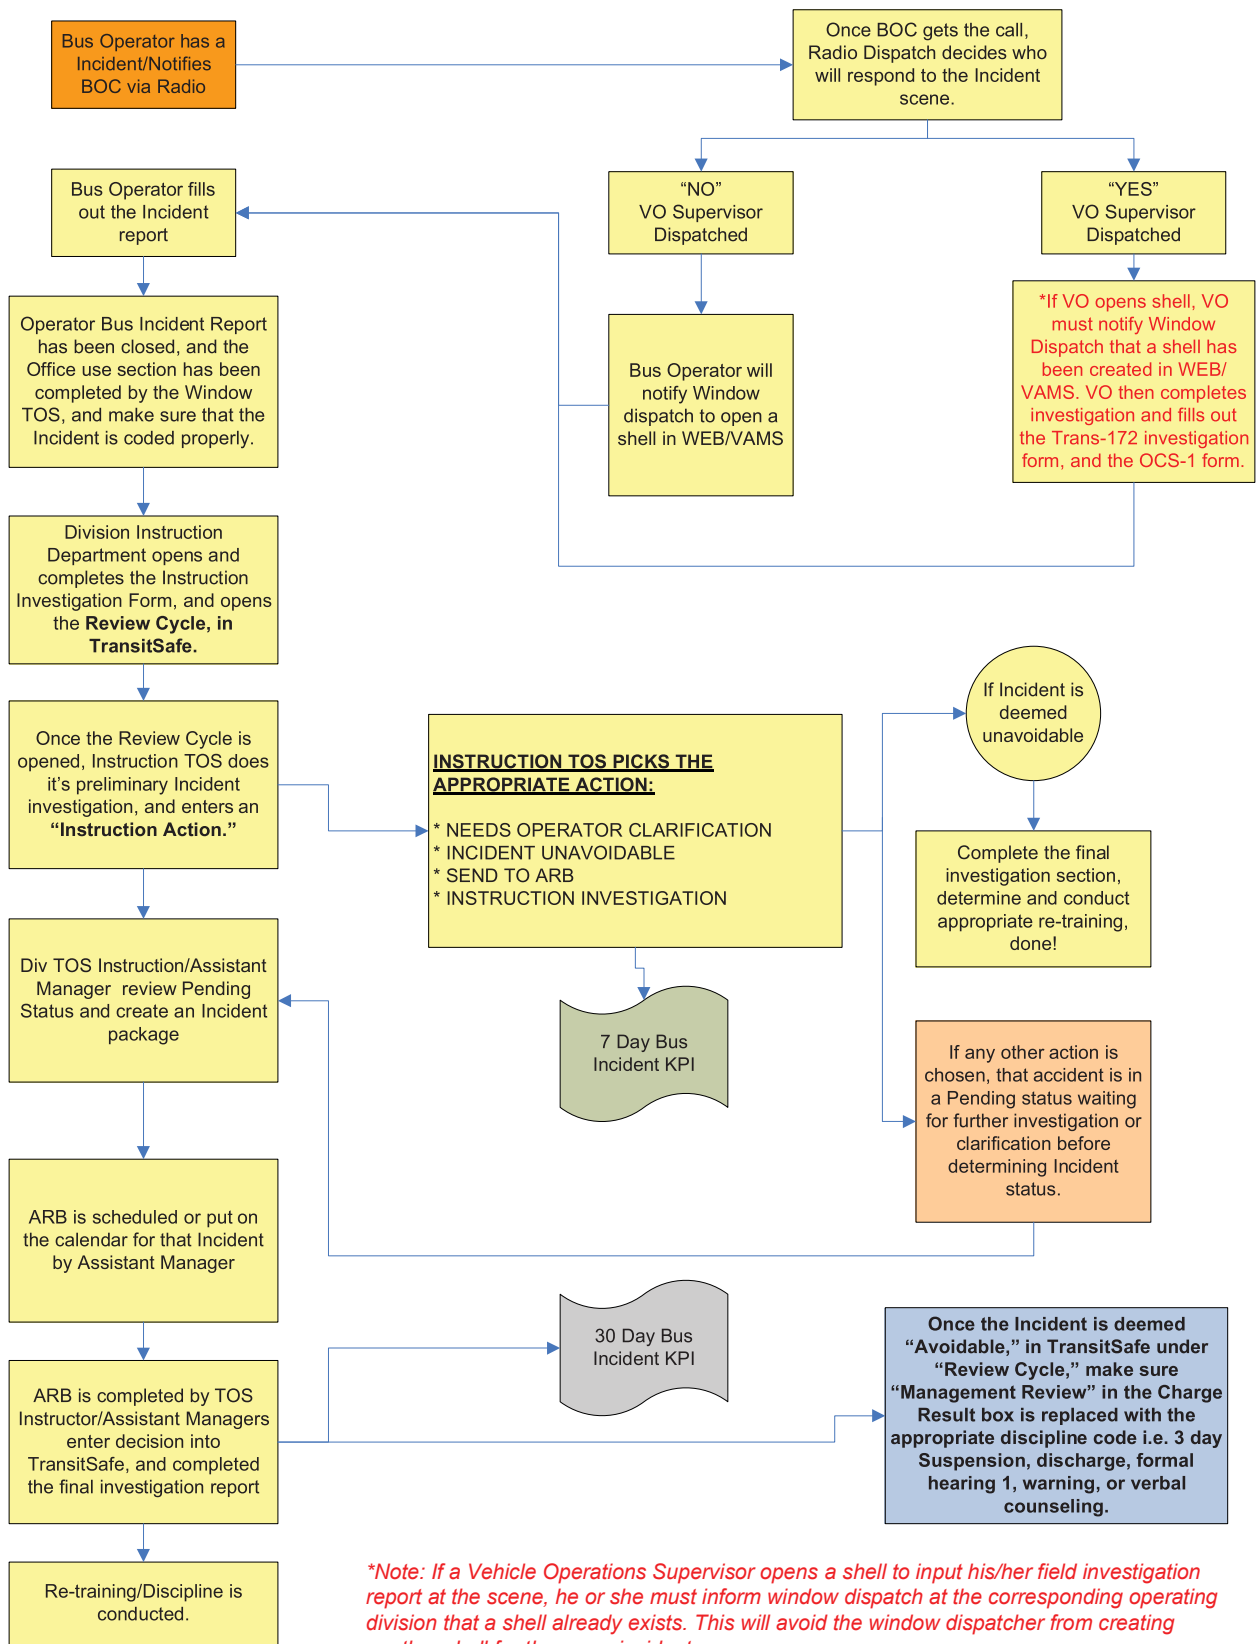 Bus Operator has a
Incident/Notifies
BOC via Radio
Once BOC gets the call,
Radio Dispatch decides who
will respond to the Incident
scene.
“NO”
VO Supervisor
Dispatched
“YES”
VO Supervisor
Dispatched
Bus Operator fills
out the Incident
report
Bus Operator will
notify Window
dispatch to open a
shell in WEB/VAMS
*If VO opens shell, VO
must notify Window
Dispatch that a shell has
been created in WEB/
VAMS. VO then completes
investigation and fills out
the Trans-172 investigation
form, and the OCS-1 form.
Operator Bus Incident Report
has been closed, and the
Office use section has been
completed by the Window
TOS, and make sure that the
Incident is coded properly.
Division Instruction
Department opens and
completes the Instruction
Investigation Form, and opens
the Review Cycle, in
TransitSafe.
Once the Review Cycle is
opened, Instruction TOS does
it’s preliminary Incident
investigation, and enters an
“Instruction Action.”
INSTRUCTION TOS PICKS THE
APPROPRIATE ACTION:
* NEEDS OPERATOR CLARIFICATION
* INCIDENT UNAVOIDABLE
* SEND TO ARB
* INSTRUCTION INVESTIGATION
If Incident is
deemed
unavoidable
Complete the final
investigation section,
determine and conduct
appropriate re-training,
done!
7 Day Bus
Incident KPI
If any other action is
chosen, that accident is in
a Pending status waiting
for further investigation or
clarification before
determining Incident
status.
Div TOS Instruction/Assistant
Manager review Pending
Status and create an Incident
package
ARB is scheduled or put on
the calendar for that Incident
by Assistant Manager
30 Day Bus
Incident KPI
ARB is completed by TOS
Instructor/Assistant Managers
enter decision into
TransitSafe, and completed
the final investigation report
Once the Incident is deemed
“Avoidable,” in TransitSafe under
“Review Cycle,” make sure
“Management Review” in the Charge
Result box is replaced with the
appropriate discipline code i.e. 3 day
Suspension, discharge, formal
hearing 1, warning, or verbal
counseling.
Re-training/Discipline is
conducted.
*Note: If a Vehicle Operations Supervisor opens a shell to input his/her field investigation
report at the scene, he or she must inform window dispatch at the corresponding operating
division that a shell already exists. This will avoid the window dispatcher from creating